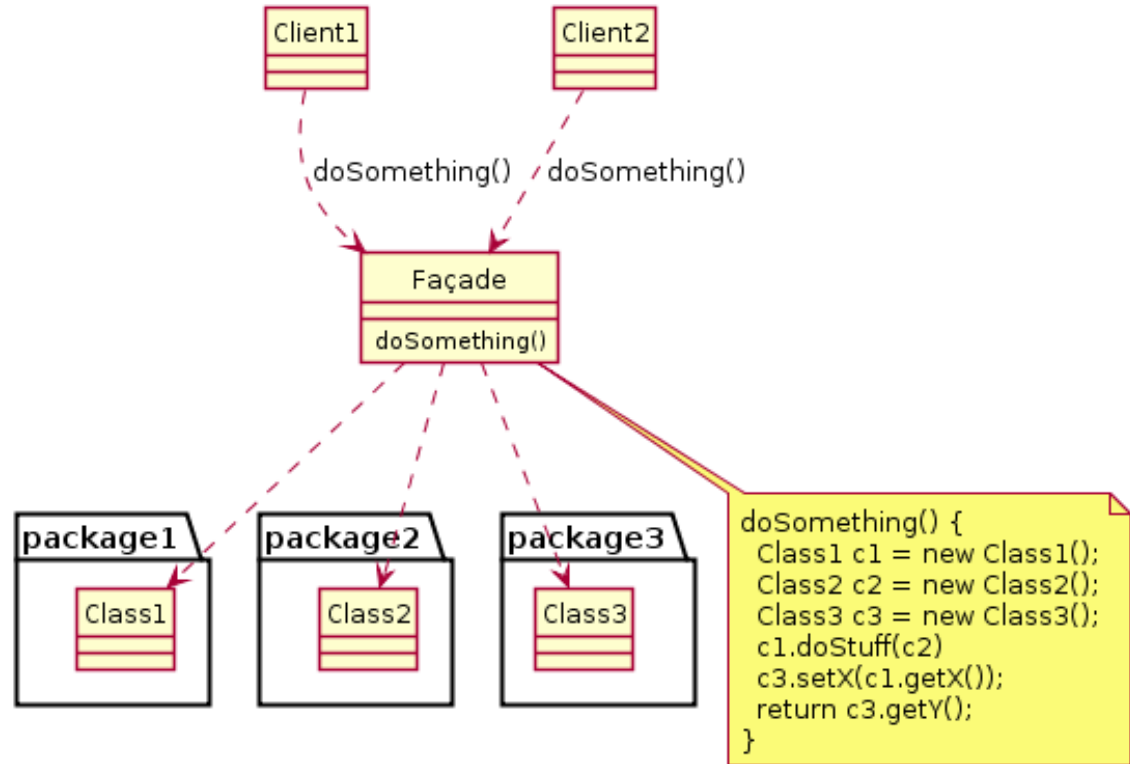 Client1
Client2
doSomething()
doSomething()
Façade
doSomething()
package1
package2
package3
Class1
Class2
Class3
doSomething() {
  Class1 c1 = new Class1();
  Class2 c2 = new Class2();
  Class3 c3 = new Class3();
  c1.doStuff(c2)
  c3.setX(c1.getX());
  return c3.getY();
}